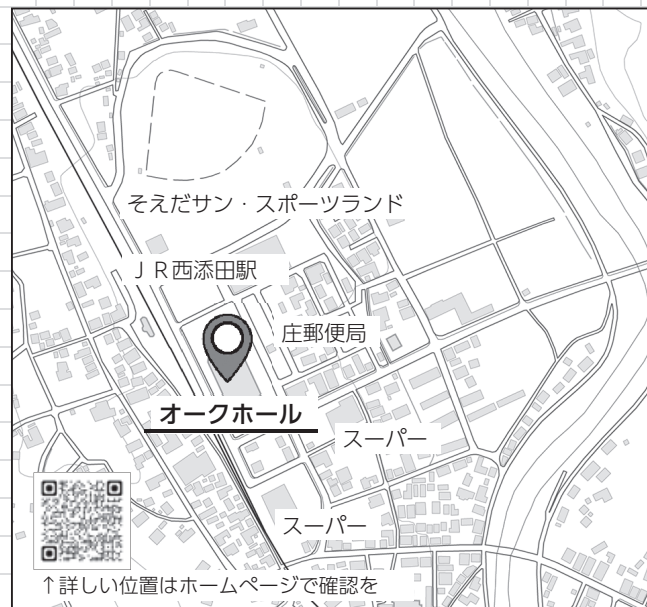 そえだサン・スポーツランド
ＪＲ西添田駅
庄郵便局
オークホール
スーパー
スーパー
↑詳しい位置はホームページで確認を